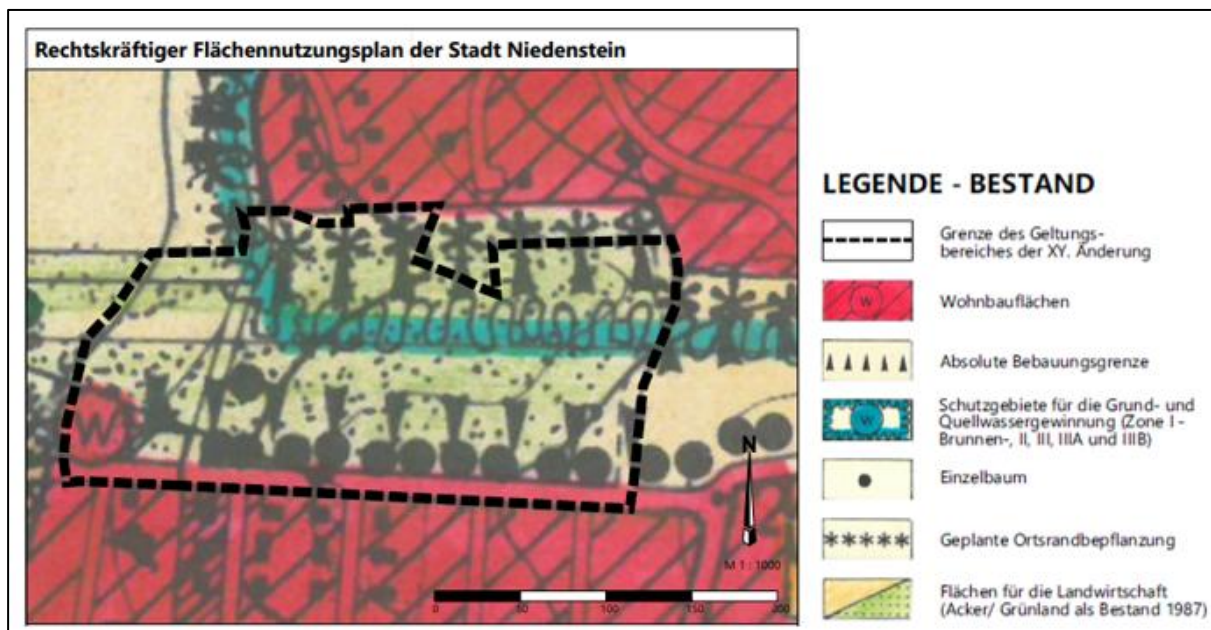 Rechtskräftiger Flächennutzungsplan der Stadt Niedenstein
W
N
M 1 : 1000
0
50
100
150
200
LEGENDE - BESTAND
Grenze des Geltungs-
bereiches der XY. Änderung
W
Wohnbauflächen
Absolute Bebauungsgrenze
W
Schutzgebiete für die Grund- und
Quellwassergewinnung (Zone I -
Brunnen-, II, III, IIIA und IIIB)
Einzelbaum
Geplante Ortsrandbepflanzung
Flächen für die Landwirtschaft
(Acker/ Grünland als Bestand 1987)